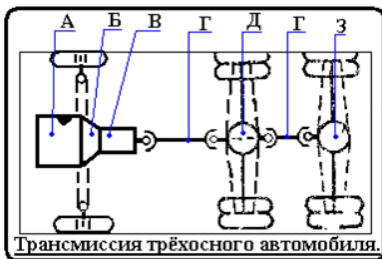 А Б В Г Д Г З
Трансмиссия трёхосного автомобиля.